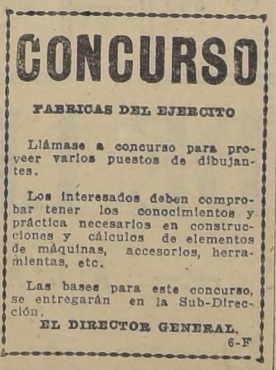 CONCURSO
FABRICAS DEL EJERCITO
Llámase a concurso para pro-
veer varios puestos de dibujan-
tes.
Los interesados deben compro-
bar tener los conocimientos y
práctica necesarios en construc-
ciones y cálculos de elementos
de máquinas, accesorios, herra-
mientas, etc.
Las bases para este concurso,
se entregarán en la Sub-Direc-
ción.
EL DIRECTOR GENERAL.
6-F